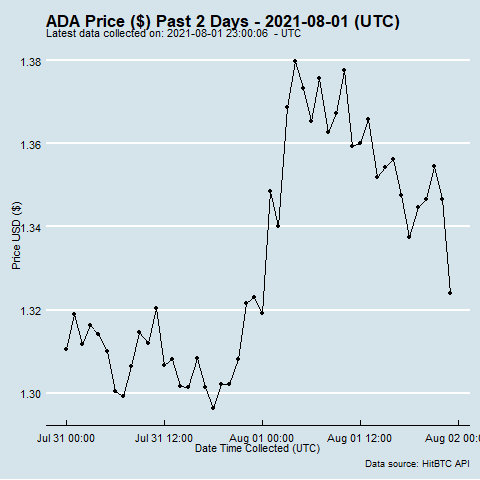 ADA Price ($) Past 2 Days - 2021-08-01 (UTC)
Latest data collected on: 2021-08-01 23:00:06  - UTC
1.38
1.36
1.34
1.32
1.30
Price USD ($)
Jul 31 00:00 Jul 31 12:00 Aug 01 00:00 Aug 01 12:00 Aug 02 00:0
Date Time Collected (UTC)
Data source: HitBTC API